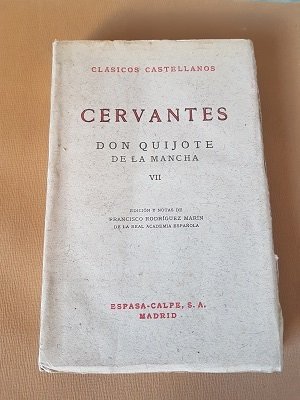 CLASICOS CASTELLANOS
CERVANTES
DON QUIJOTE
DE LA MANCHA
VII
EDICIÓN Y NOTAS DE
FRANCISCO RODRÍGUEZ MARÍN
DE LA REAL ACADEMIA ESPAÑOLA
ESPASA-CALPE, S. A.
MADRID